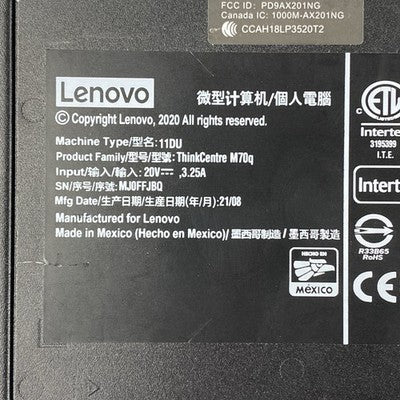 FCC ID: PD9AX201NG
Canada IC: 1000M-AX201NG
CCAH18LP3520T2
Lenovo 微型计算机/個人電腦
© Copyright Lenovo, 2020 All rights reserved.
Machine Type/型名: 11DU
Product Family/型号/型號: ThinkCentre M70q
Input/输入/輸入: 20V⎓ ,3.25A
SN/序号/序號: MJ0FFJBQ
Mfg Date/生产日期/生産日期(年/月): 21/08
Manufactured for Lenovo
Made in Mexico (Hecho en Mexico)/ 墨西哥制造 / 墨西哥製造
HECHO EN
MÉXICO
ETL
Intertek
3195399
I.T.E.
Intert
R33B65
RoHS
CE